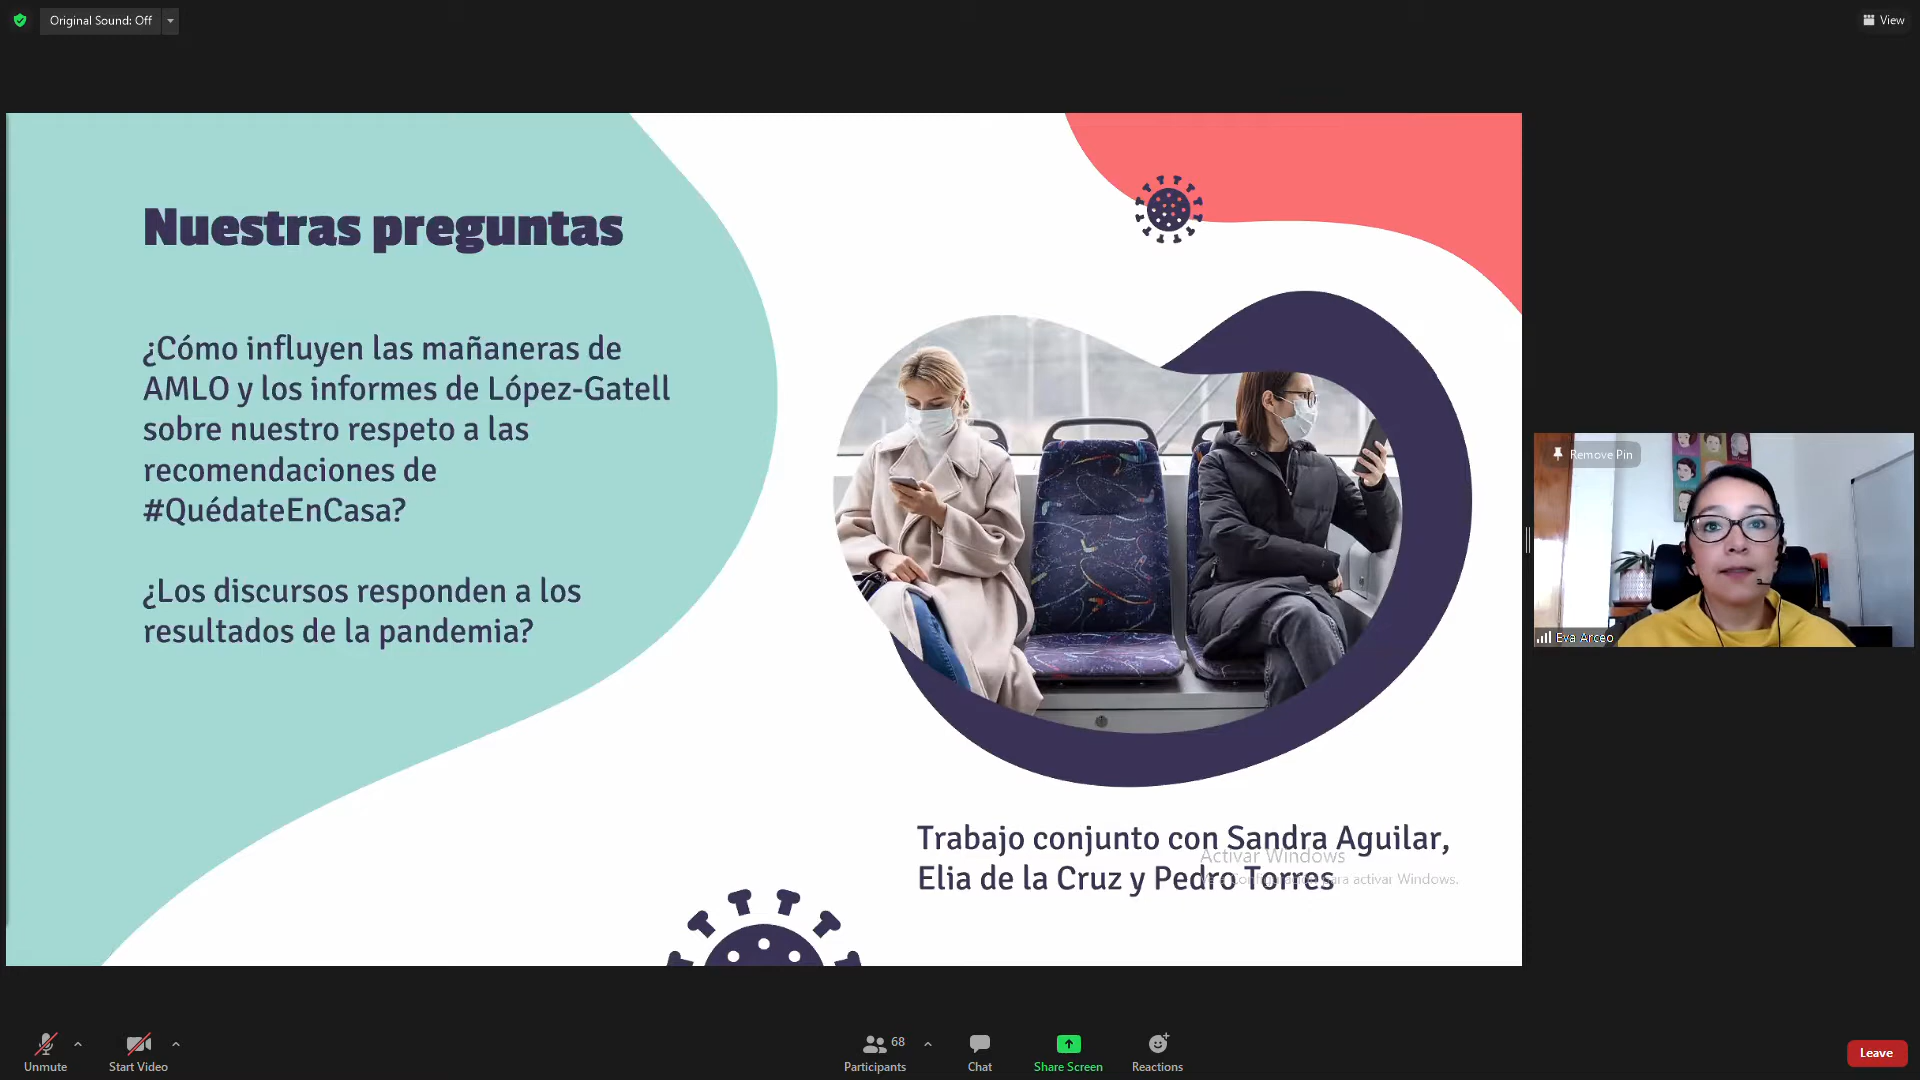 Original Sound: Off
View
Nuestras preguntas
¿Cómo influyen las mañaneras de
AMLO y los informes de López-Gatell
sobre nuestro respeto a las
recomendaciones de
#QuédateEnCasa?
¿Los discursos responden a los
resultados de la pandemia?
Trabajo conjunto con Sandra Aguilar,
Elia de la Cruz y Pedro Torres
Activar Windows
para activar Windows.
Remove Pin
Eva Arceo
Unmute
Start Video
68
Participants
Chat
Share Screen
Reactions
Leave